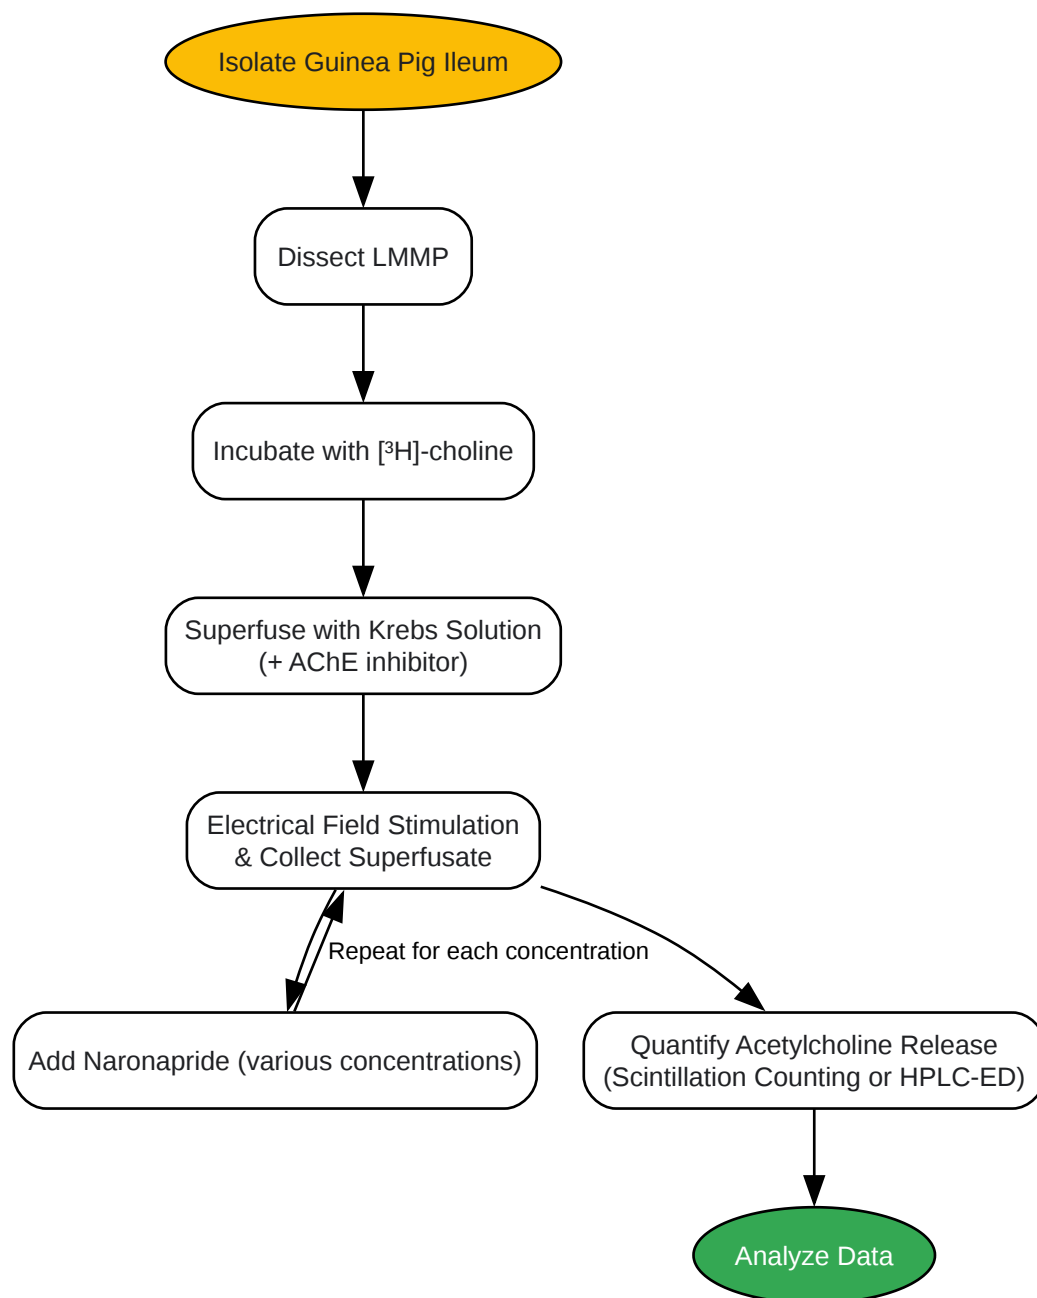 Isolate Guinea Pig Ileum
Dissect LMMP
Incubate with [³H]-choline
Superfuse with Krebs Solution
(+ AChE inhibitor)
Electrical Field Stimulation
& Collect Superfusate
Repeat for each concentration
Add Naronapride (various concentrations)
Quantify Acetylcholine Release
(Scintillation Counting or HPLC-ED)
Analyze Data